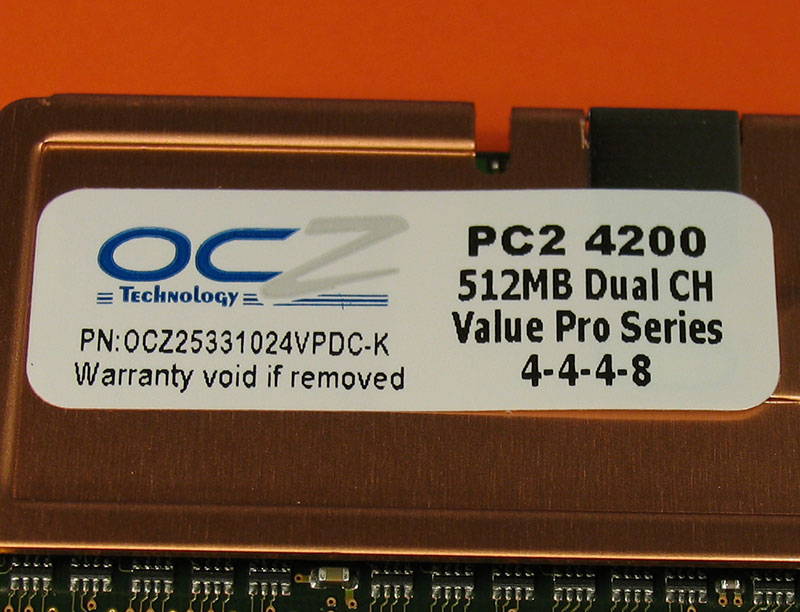 OCZ
Technology
PN:OCZ25331024VPDC-K
Warranty void if removed
PC2 4200
512MB Dual CH
Value Pro Series
4-4-4-8